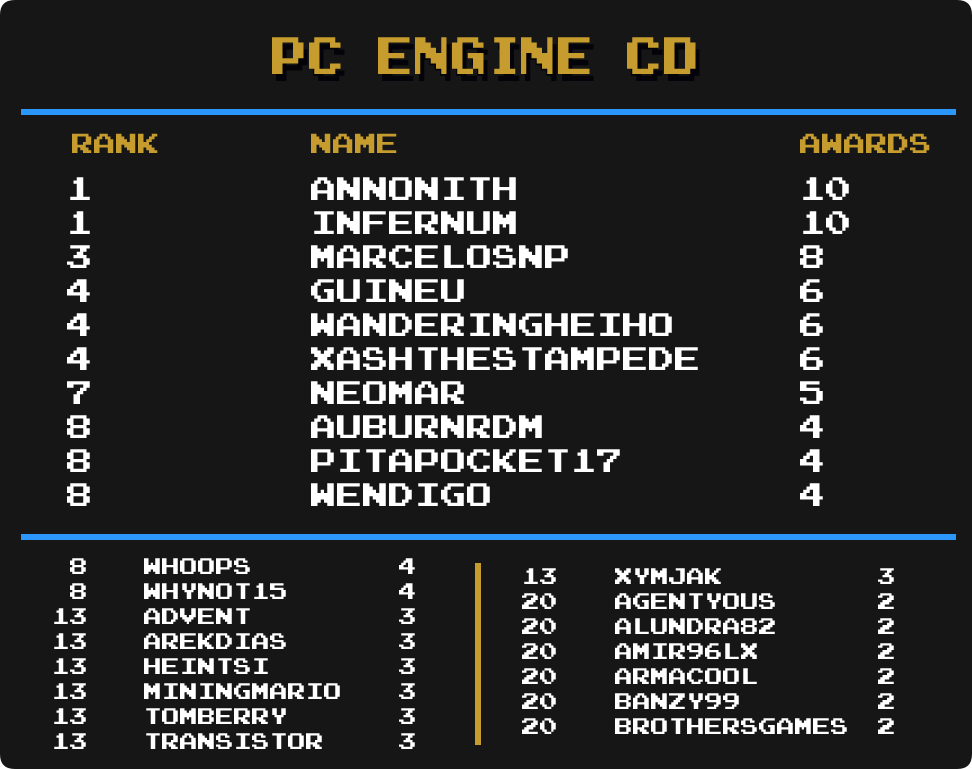 PC ENGINE CD
RANK NAME AWARDS
1 ANNONITH 10
1 INFERNUM 10
3 MARCELOSNP 8
4 GUINEU 6
4 WANDERINGHEIHO 6
4 XASHTHESTAMPEDE 6
7 NEOMAR 5
8 AUBURNRDM 4
8 PITAPOCKET17 4
8 WENDIGO 4
8 WHOOPS 4
8 WHYNOT15 4
13 ADVENT 3
13 AREKDIAS 3
13 HEINTSI 3
13 MININGMARIO 3
13 TOMBERRY 3
13 TRANSISTOR 3
13 XYMJAK 3
20 AGENTYOUS 2
20 ALUNDRA82 2
20 AMIR96LX 2
20 ARMACOOL 2
20 BANZY99 2
20 BROTHERSGAMES 2